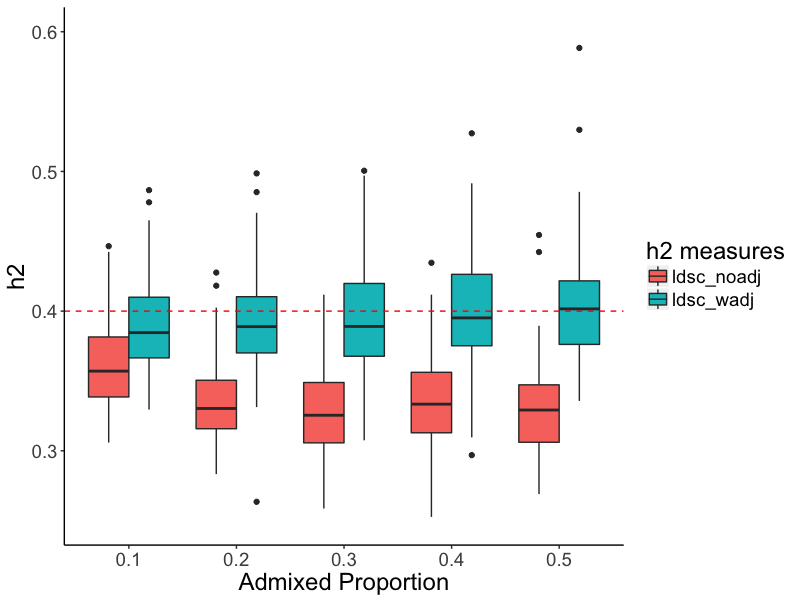 0.6
0.5
0.4
0.3
h2
0.1 0.2 0.3 0.4 0.5
Admixed Proportion
h2 measures
ldsc_noadj
ldsc_wadj